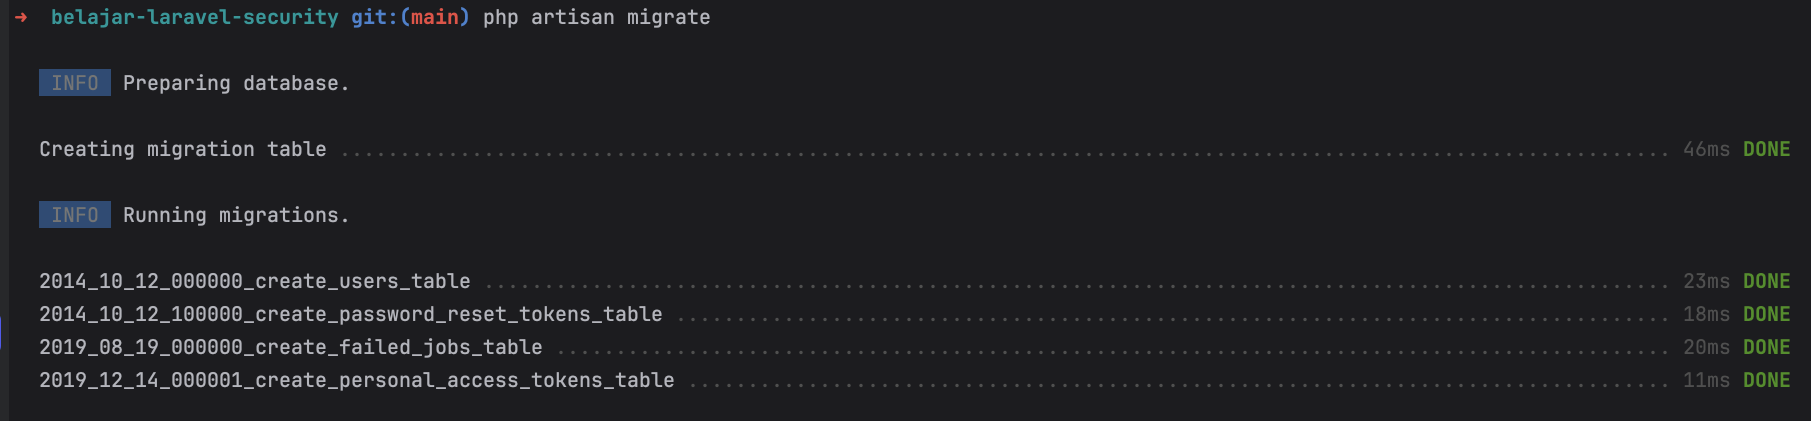 → belajar-laravel-security git:(main) php artisan migrate
INFO Preparing database.
Creating migration table .............................................................................................................. 46ms DONE
INFO Running migrations.
2014_10_12_000000_create_users_table .................................................................................................. 23ms DONE
2014_10_12_100000_create_password_reset_tokens_table .................................................................................. 18ms DONE
2019_08_19_000000_create_failed_jobs_table ............................................................................................ 20ms DONE
2019_12_14_000001_create_personal_access_tokens_table ................................................................................. 11ms DONE